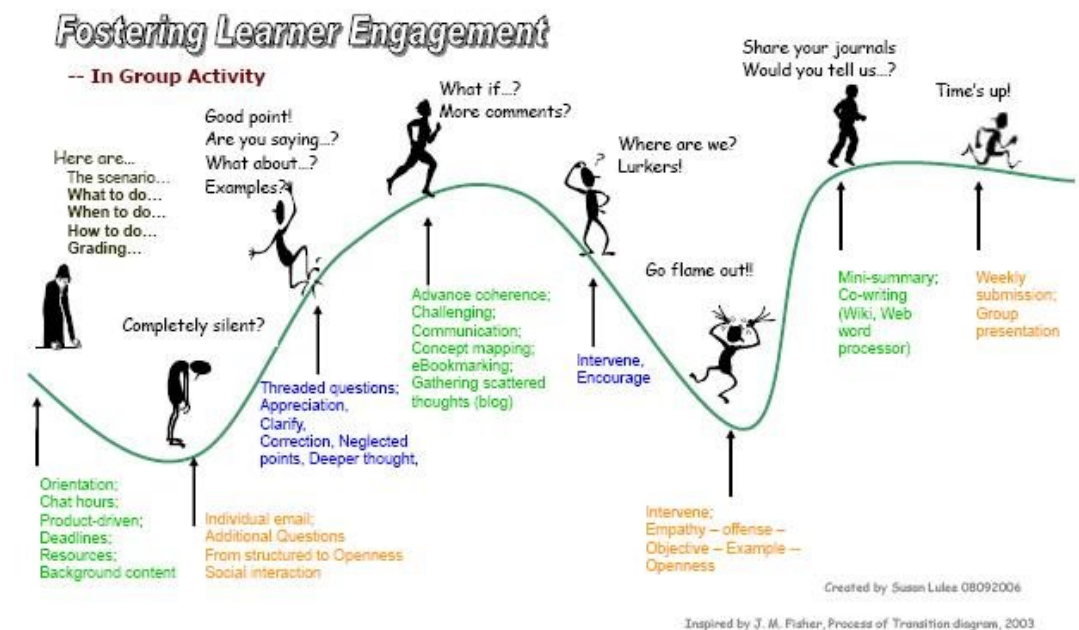 Fostering Learner Engagement
-- In Group Activity
Here are...
The scenario...
What to do...
When to do...
How to do...
Grading...
Completely silent?
Good point!
Are you saying...?
What about...?
Examples?
What if...?
More comments?
Where are we?
Lurkers!
Go flame out!!
Share your journals
Would you tell us...?
Time's up!
Orientation;
Chat hours;
Product-driven;
Deadlines;
Resources;
Background content
Individual email;
Additional Questions
From structured to Openness
Social interaction
Threaded questions;
Appreciation,
Clarify,
Correction, Neglected
points, Deeper thought,
Advance coherence;
Challenging;
Communication;
Concept mapping;
eBookmarking;
Gathering scattered
thoughts (blog)
?
Intervene,
Encourage
Intervene;
Empathy – offense –
Objective – Example --
Openness
Mini-summary;
Co-writing
(Wiki, Web
word
processor)
Weekly
submission;
Group
presentation
Created by Susan Lulee 08092006
Inspired by J. M. Fisher, Process of Transition diagram, 2003